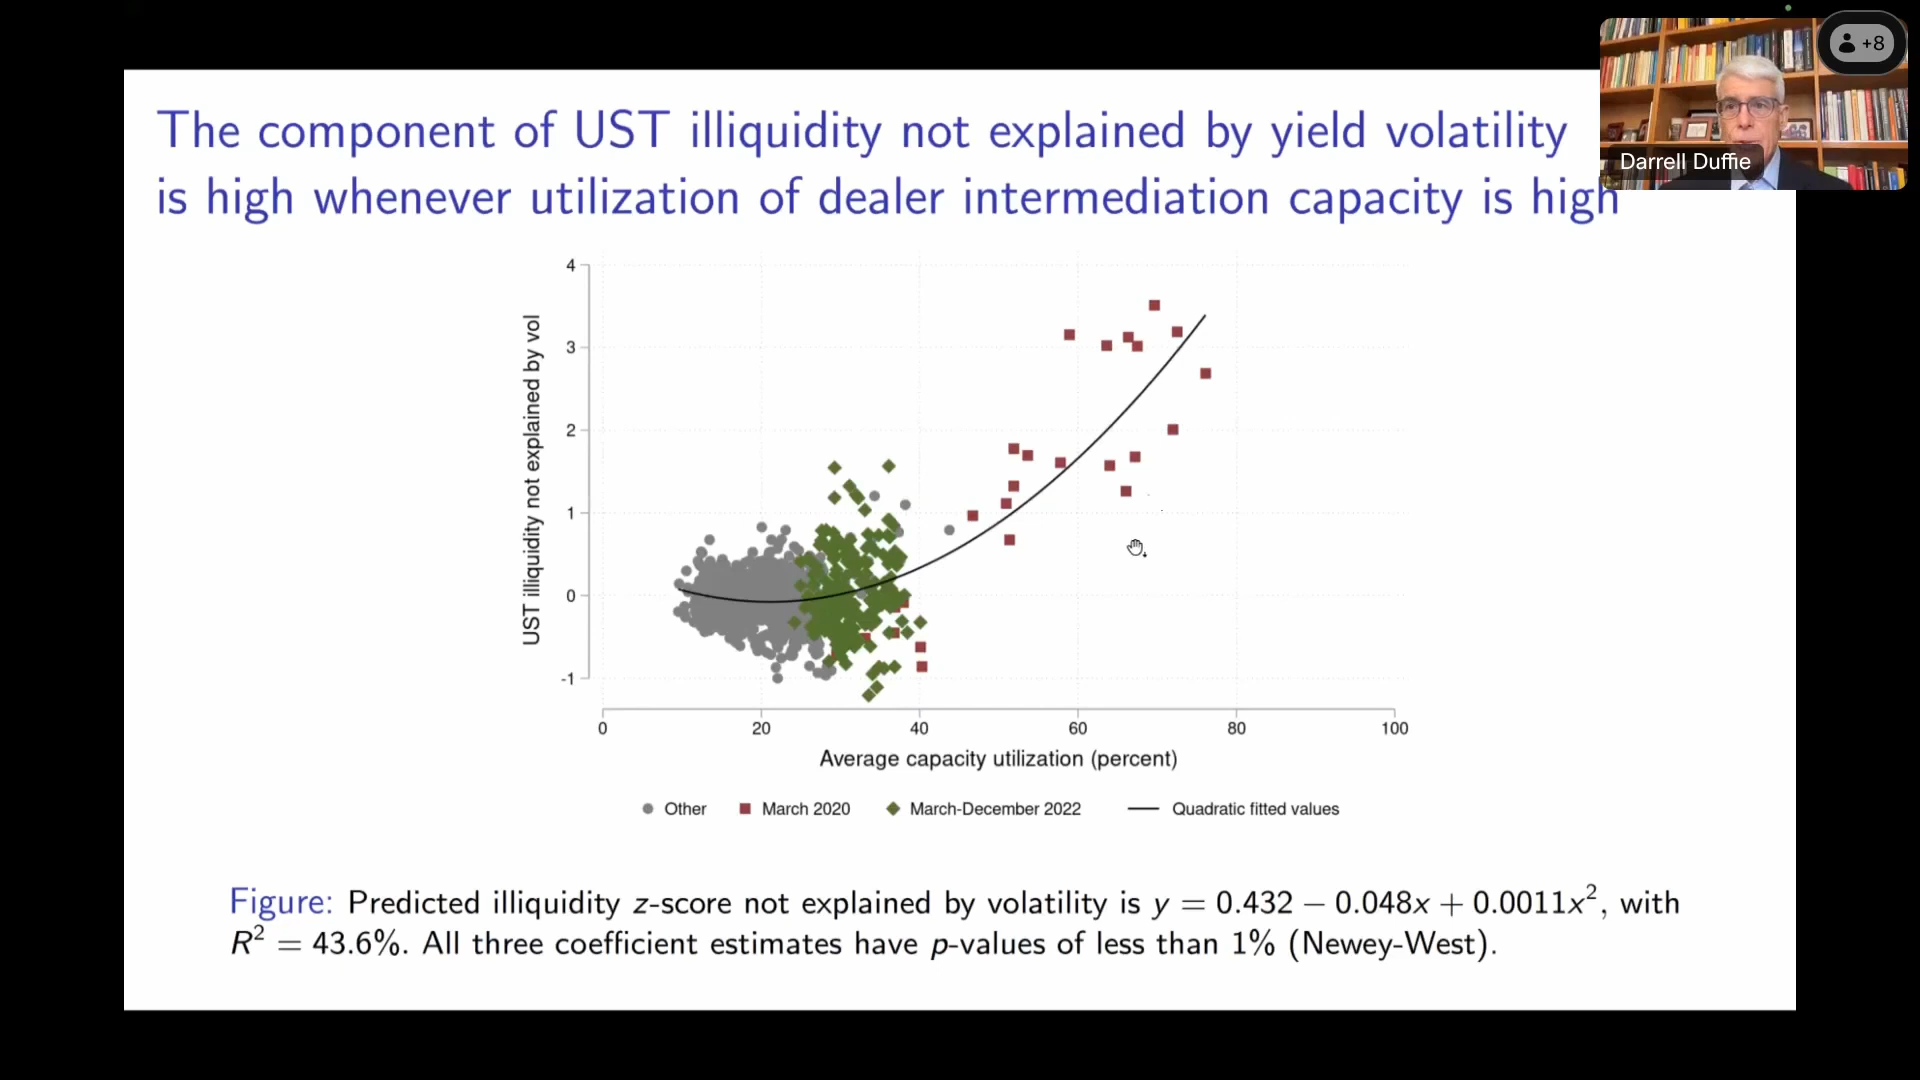 +8
Darrell Duffie
The component of UST illiquidity not explained by yield volatility
is high whenever utilization of dealer intermediation capacity is high
UST illiquidity not explained by vol
4
3
2
1
0
-1
0 20 40 60 80 100
Average capacity utilization (percent)
Other March 2020 March-December 2022 Quadratic fitted values
Figure: Predicted illiquidity z-score not explained by volatility is y = 0.432 − 0.048x + 0.0011x², with
R² = 43.6%. All three coefficient estimates have p-values of less than 1% (Newey-West).